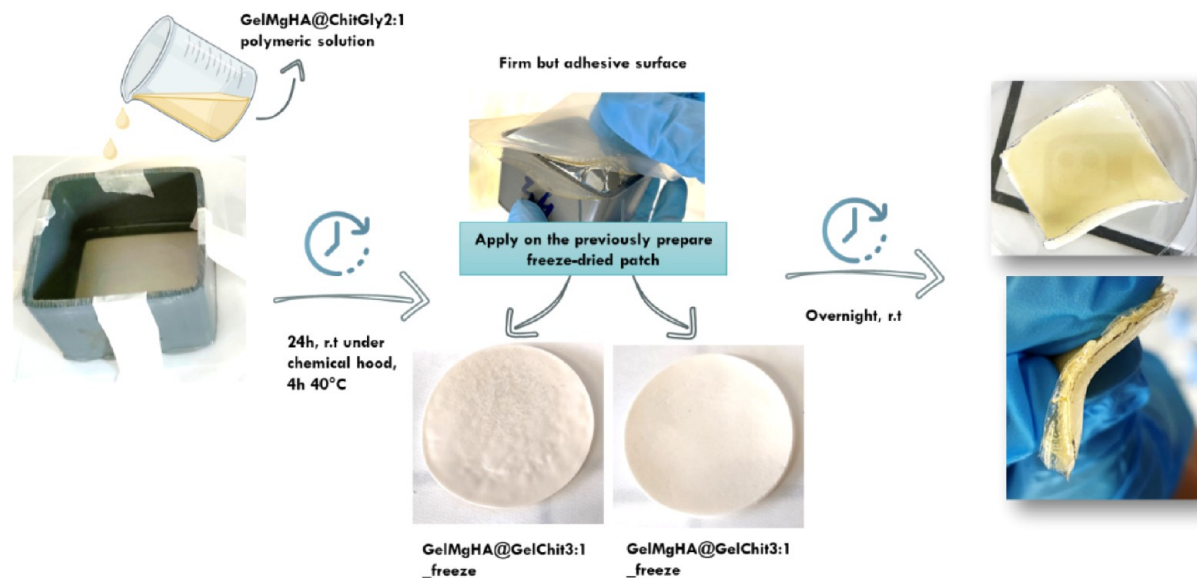 GelMgHA@ChitGly2:1
polymeric solution
Firm but adhesive surface
Apply on the previously prepare
freeze-dried patch
24h, r.t under
chemical hood,
4h 40°C
Overnight, r.t
GelMgHA@GelChit3:1
_freeze
GelMgHA@GelChit3:1
_freeze